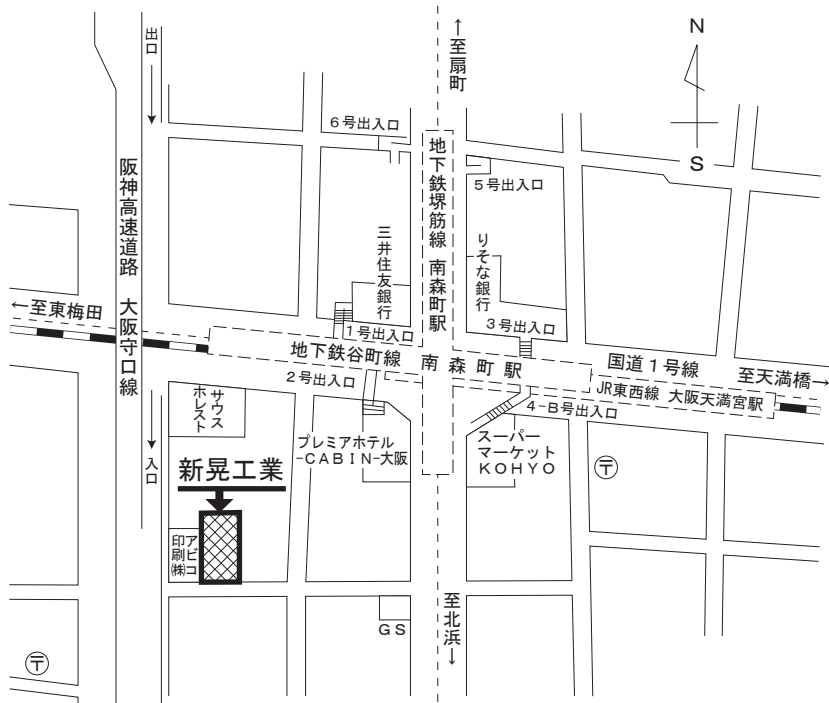 出口
←至扇町
N
S
6号出入口
地下鉄堺筋線 南森町駅
5号出入口
阪神高速道路 大阪守口線
三井住友銀行
りそな銀行
←至東梅田
1号出入口
3号出入口
地下鉄谷町線 南森町駅
国道1号線 至天満橋→
2号出入口
JR東西線 大阪天満宮駅
4-B号出入口
サウス
ホレスト
プレミアホテル
-CABIN-大阪
スーパー
マーケット
KOHYO
〒
入口
新晃工業
アビコ
印刷
㈱
至北浜→
GS
〒